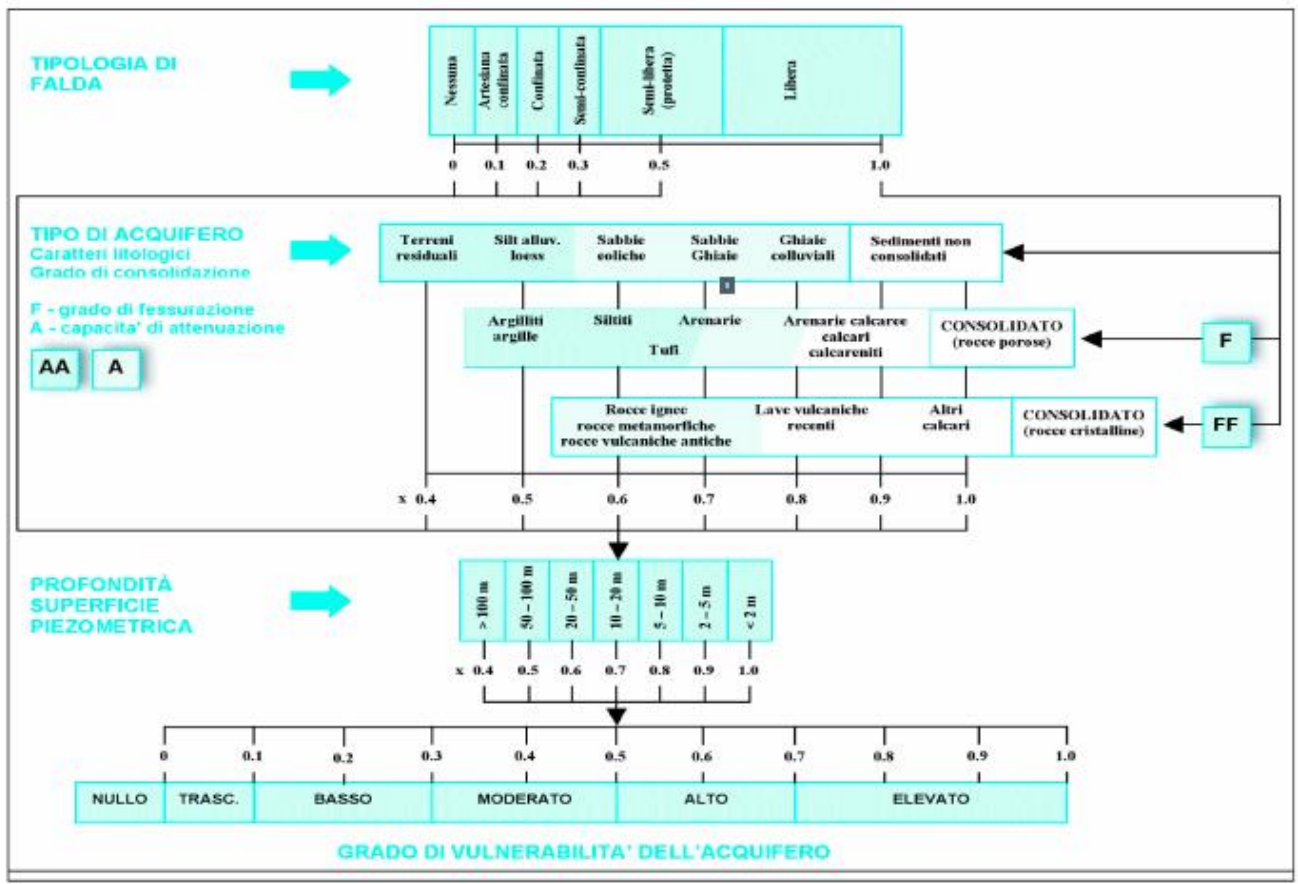 TIPOLOGIA DI
FALDA
Nessuna
Artesiana
confinata
Confinata
Semi-confinata
Semi-libera
(protetta)
Libera
0 0.1 0.2 0.3 0.5 1.0
TIPO DI ACQUIFERO
Caratteri litologici
Grado di consolidazione
F - grado di fessurazione
A - capacita' di attenuazione
AA A
Terreni
residuali
Silt alluv.
loess
Sabbie
eoliche
Sabbie
Ghiaie
Ghiaie
colluviali
Sedimenti non
consolidati
Argilliti
argille
Siltiti
Arenarie
Tufi
Arenarie calcaree
calcari
calcareniti
CONSOLIDATO
(rocce porose)
F
Rocce ignee
rocce metamorfiche
rocce vulcaniche antiche
Lave vulcaniche
recenti
Altri
calcari
CONSOLIDATO
(rocce cristalline)
FF
x 0.4 0.5 0.6 0.7 0.8 0.9 1.0
PROFONDITÀ
SUPERFICIE
PIEZOMETRICA
> 100 m
50 – 100 m
20 – 50 m
10 – 20 m
5 – 10 m
2 – 5 m
< 2 m
x 0.4 0.5 0.6 0.7 0.8 0.9 1.0
0 0.1 0.2 0.3 0.4 0.5 0.6 0.7 0.8 0.9 1.0
NULLO TRASC. BASSO MODERATO ALTO ELEVATO
GRADO DI VULNERABILITA' DELL'ACQUIFERO